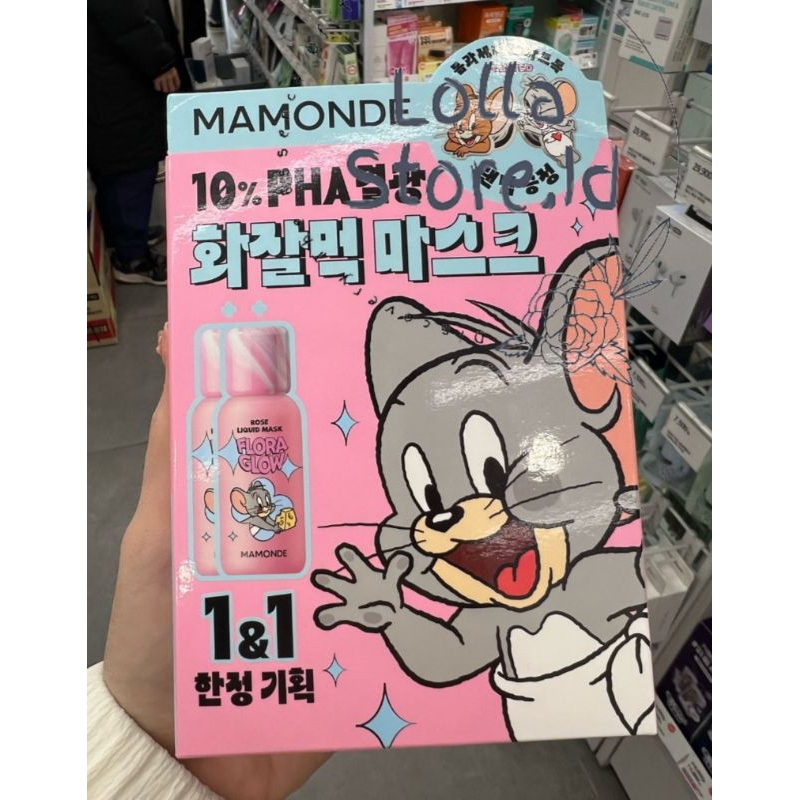 MAMONDE
Lolla
Store.Id
10% PHA
화잘먹 마스크
ROSE
LIQUID MASK
FLORA
GLOW
MAMONDE
1&1
한정 기획